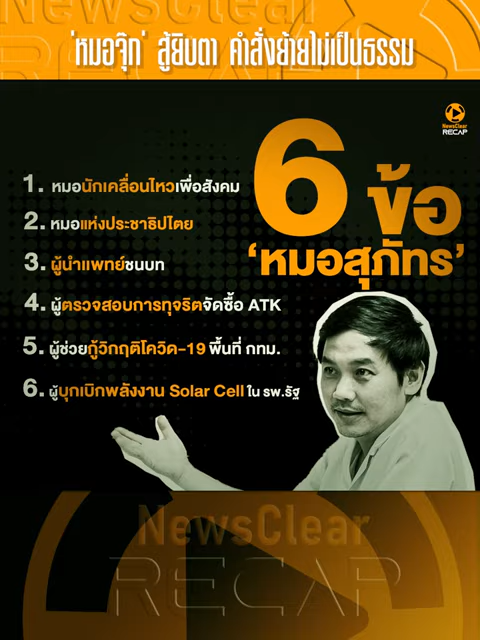 NewsClear
RECAP
'หมอจุ๊ก' สู้ยิบตา คำสั่งย้ายไม่เป็นธรรม
NewsClear
RECAP
6 ข้อ
'หมอสุภัทร'
1. หมอนักเคลื่อนไหวเพื่อสังคม
2. หมอแห่งประชาธิปไตย
3. ผู้นำแพทย์ชนบท
4. ผู้ตรวจสอบการทุจริตจัดซื้อ ATK
5. ผู้ช่วยกู้วิกฤติโควิด-19 พื้นที่ กทม.
6. ผู้บุกเบิกพลังงาน Solar Cell ใน รพ.รัฐ
NewsClear
RECAP